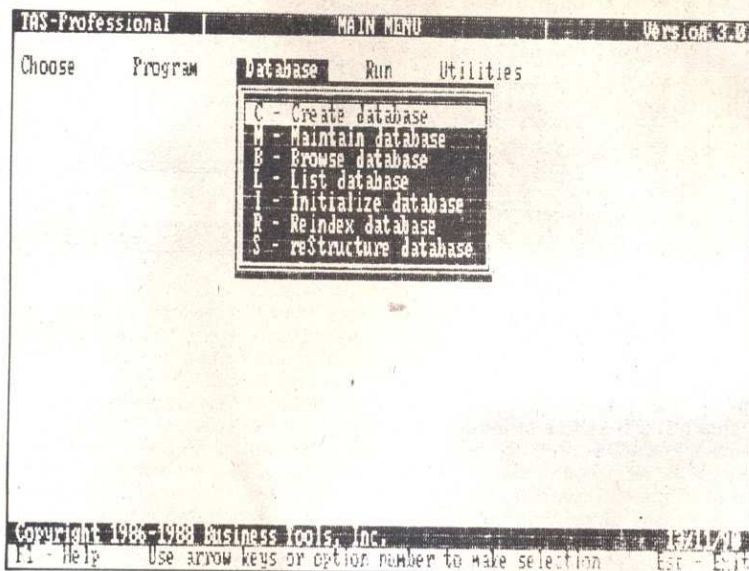 TAS-Professional MAIN MENU Version 3.0
Choose Program Database Run Utilities
C - Create database
M - Maintain database
B - Browse database
L - List database
I - Initialize database
R - Reindex database
S - reStructure database
Copyright 1986-1988 Business Tools, Inc.
F1 - Help Use arrow keys or option number to make selection Esc - Exit